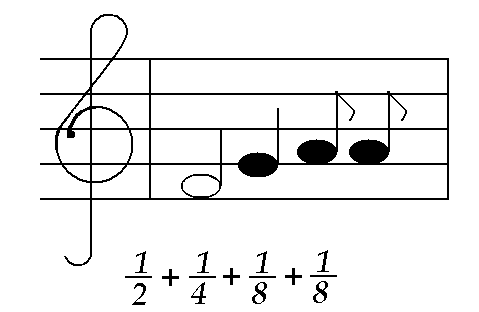 1/2 + 1/4 + 1/8 + 1/8